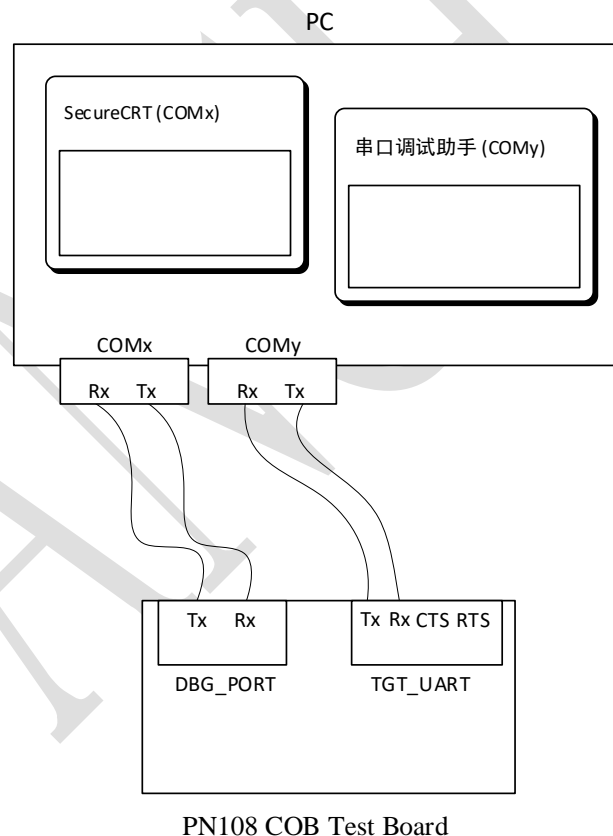 PC
SecureCRT (COMx)
串口调试助手 (COMy)
COMx COMy
Rx Tx Rx Tx
Tx Rx Tx Rx CTS RTS
DBG_PORT TGT_UART
PN108 COB Test Board